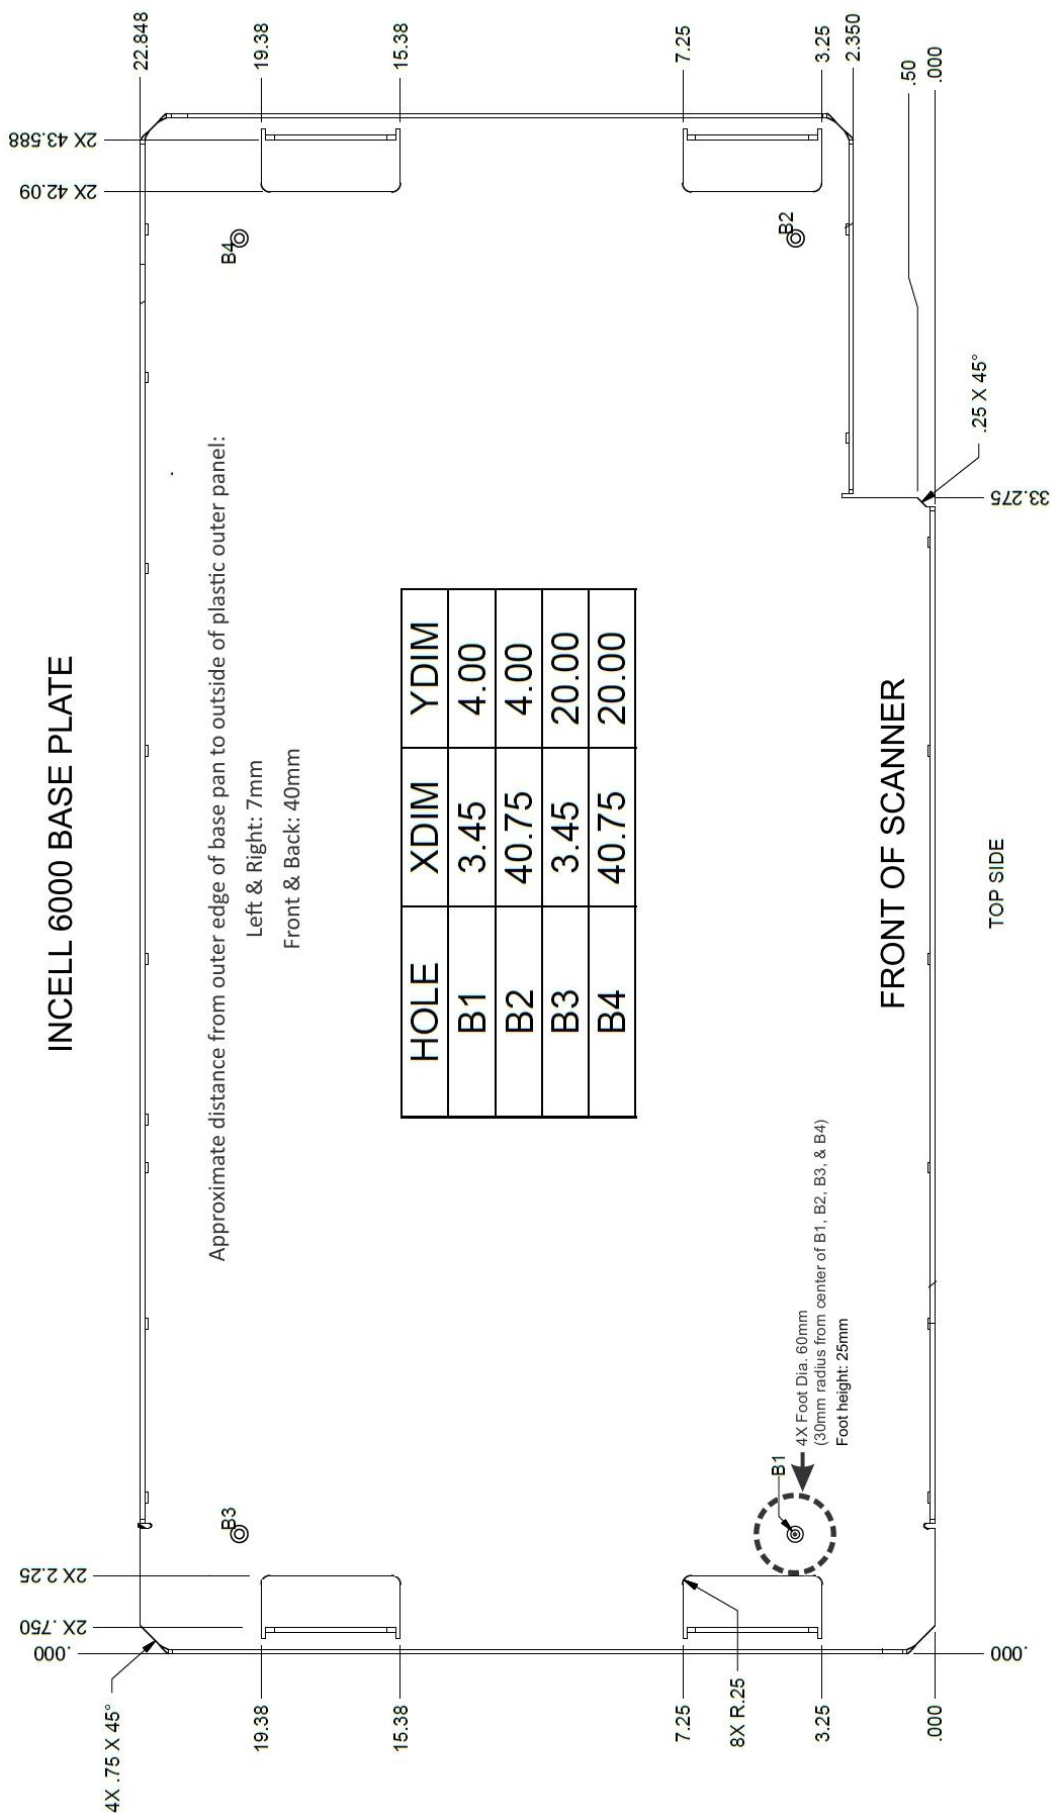 INCELL 6000 BASE PLATE
Approximate distance from outer edge of base pan to outside of plastic outer panel:
Left & Right: 7mm
Front & Back: 40mm
4X .75 X 45°
.000
2X .750
2X 2.25
2X 42.09
2X 43.588
22.848
19.38
15.38
7.25
3.25
2.350
.50
.000
19.38
15.38
7.25
8X R.25
3.25
.000
B3
B4
B1
B2
HOLE XDIM YDIM
B1 3.45 4.00
B2 40.75 4.00
B3 3.45 20.00
B4 40.75 20.00
4X Foot Dia. 60mm
(30mm radius from center of B1, B2, B3, & B4)
Foot height: 25mm
FRONT OF SCANNER
.25 X 45°
.000
33.275
TOP SIDE